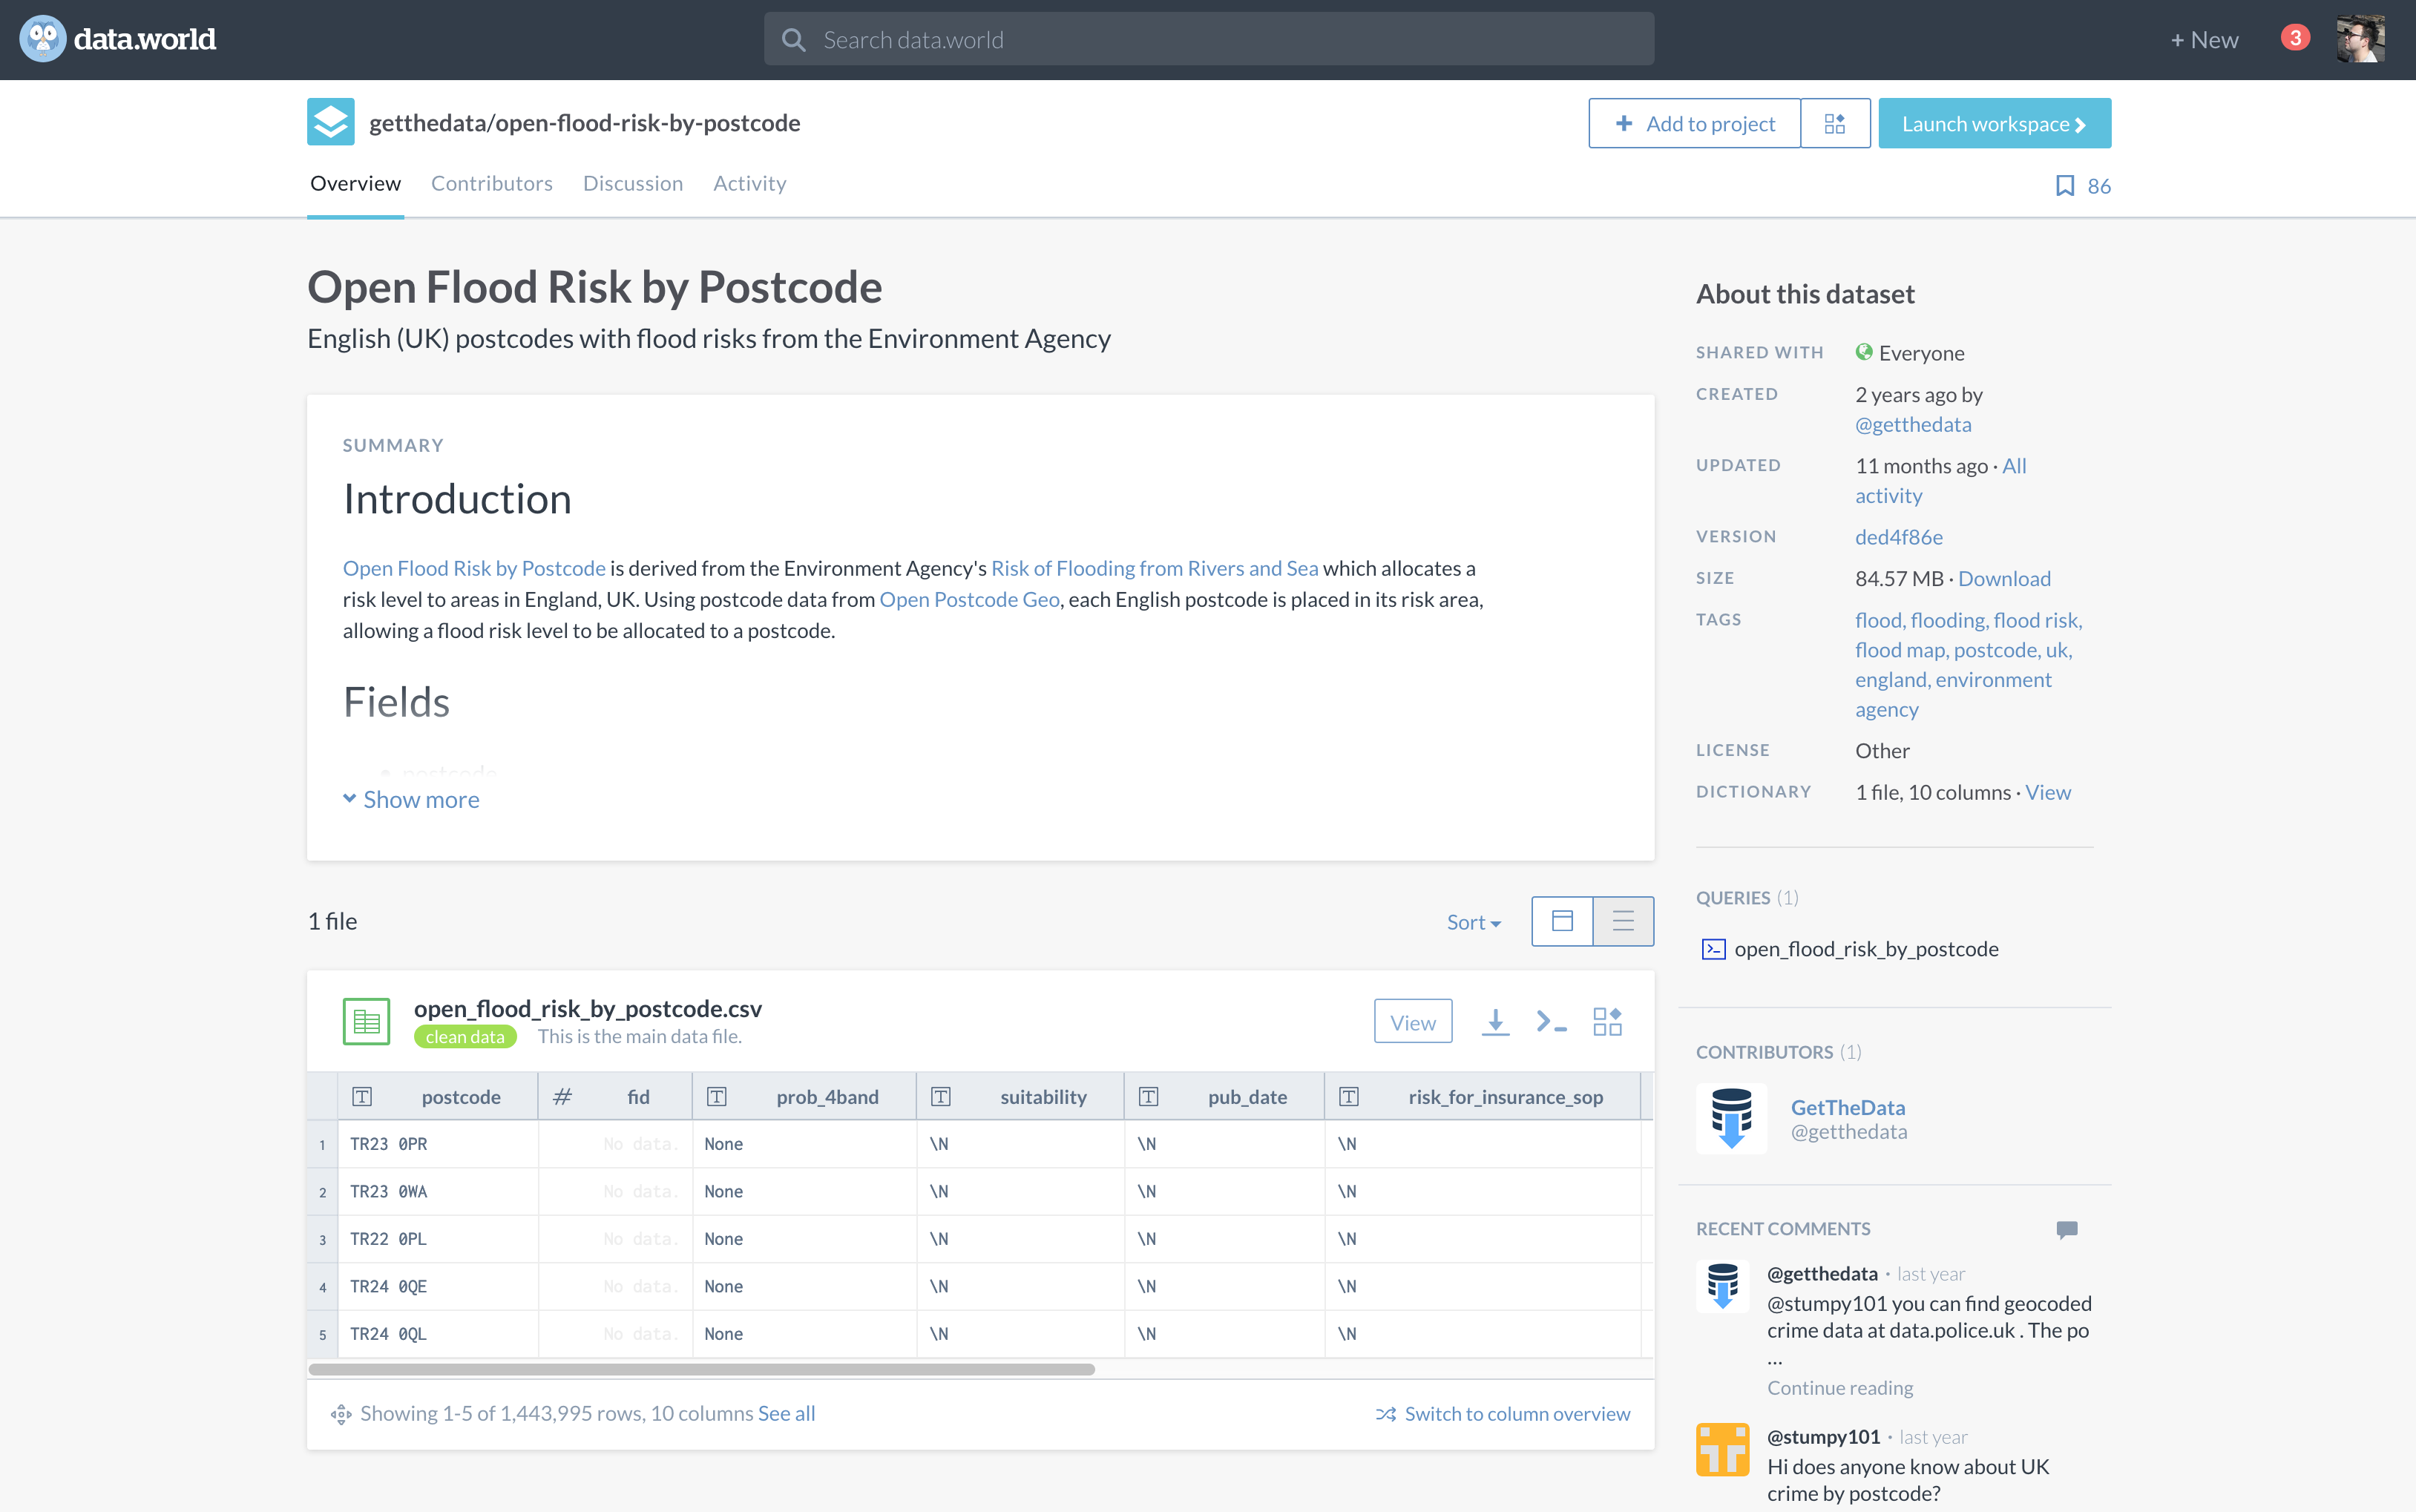 data.world
Search data.world
+ New
3
getthedata/open-flood-risk-by-postcode
Add to project
Launch workspace
Overview
Contributors
Discussion
Activity
86
Open Flood Risk by Postcode
English (UK) postcodes with flood risks from the Environment Agency
SUMMARY
Introduction
Open Flood Risk by Postcode is derived from the Environment Agency's Risk of Flooding from Rivers and Sea which allocates a
risk level to areas in England, UK. Using postcode data from Open Postcode Geo, each English postcode is placed in its risk area,
allowing a flood risk level to be allocated to a postcode.
Fields
• postcode
Show more
1 file
Sort
open_flood_risk_by_postcode.csv
clean data This is the main data file.
View
postcode fid prob_4band suitability pub_date risk_for_insurance_sop
1 TR23 0PR No data. None \N \N \N
2 TR23 0WA No data. None \N \N \N
3 TR22 0PL No data. None \N \N \N
4 TR24 0QE No data. None \N \N \N
5 TR24 0QL No data. None \N \N \N
Showing 1-5 of 1,443,995 rows, 10 columns See all
Switch to column overview
About this dataset
SHARED WITH Everyone
CREATED 2 years ago by
@getthedata
UPDATED 11 months ago · All
activity
VERSION ded4f86e
SIZE 84.57 MB · Download
TAGS flood, flooding, flood risk,
flood map, postcode, uk,
england, environment
agency
LICENSE Other
DICTIONARY 1 file, 10 columns · View
QUERIES (1)
open_flood_risk_by_postcode
CONTRIBUTORS (1)
GetTheData
@getthedata
RECENT COMMENTS
@getthedata · last year
@stumpy101 you can find geocoded
crime data at data.police.uk . The po
...
Continue reading
@stumpy101 · last year
Hi does anyone know about UK
crime by postcode?